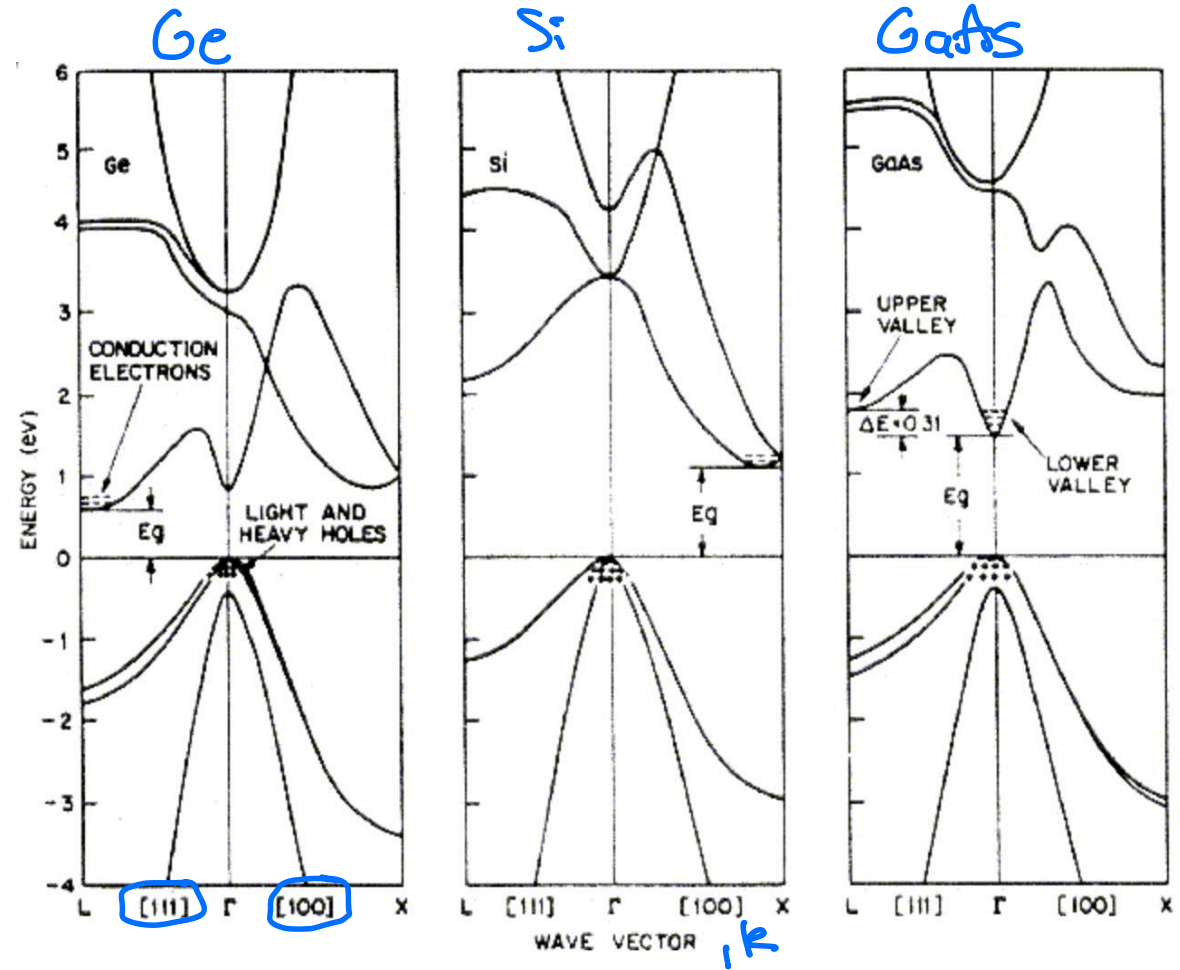 Ge
Si
GaAs
6
5
4
3
2
1
0
-1
-2
-3
-4
ENERGY (eV)
Ge
CONDUCTION
ELECTRONS
Eg
LIGHT AND
HEAVY HOLES
L [111] Γ [100] X
Si
Eg
L [111] Γ [100] X
WAVE VECTOR , k
GaAs
UPPER
VALLEY
ΔE=0.31
LOWER
VALLEY
Eg
L [111] Γ [100] X